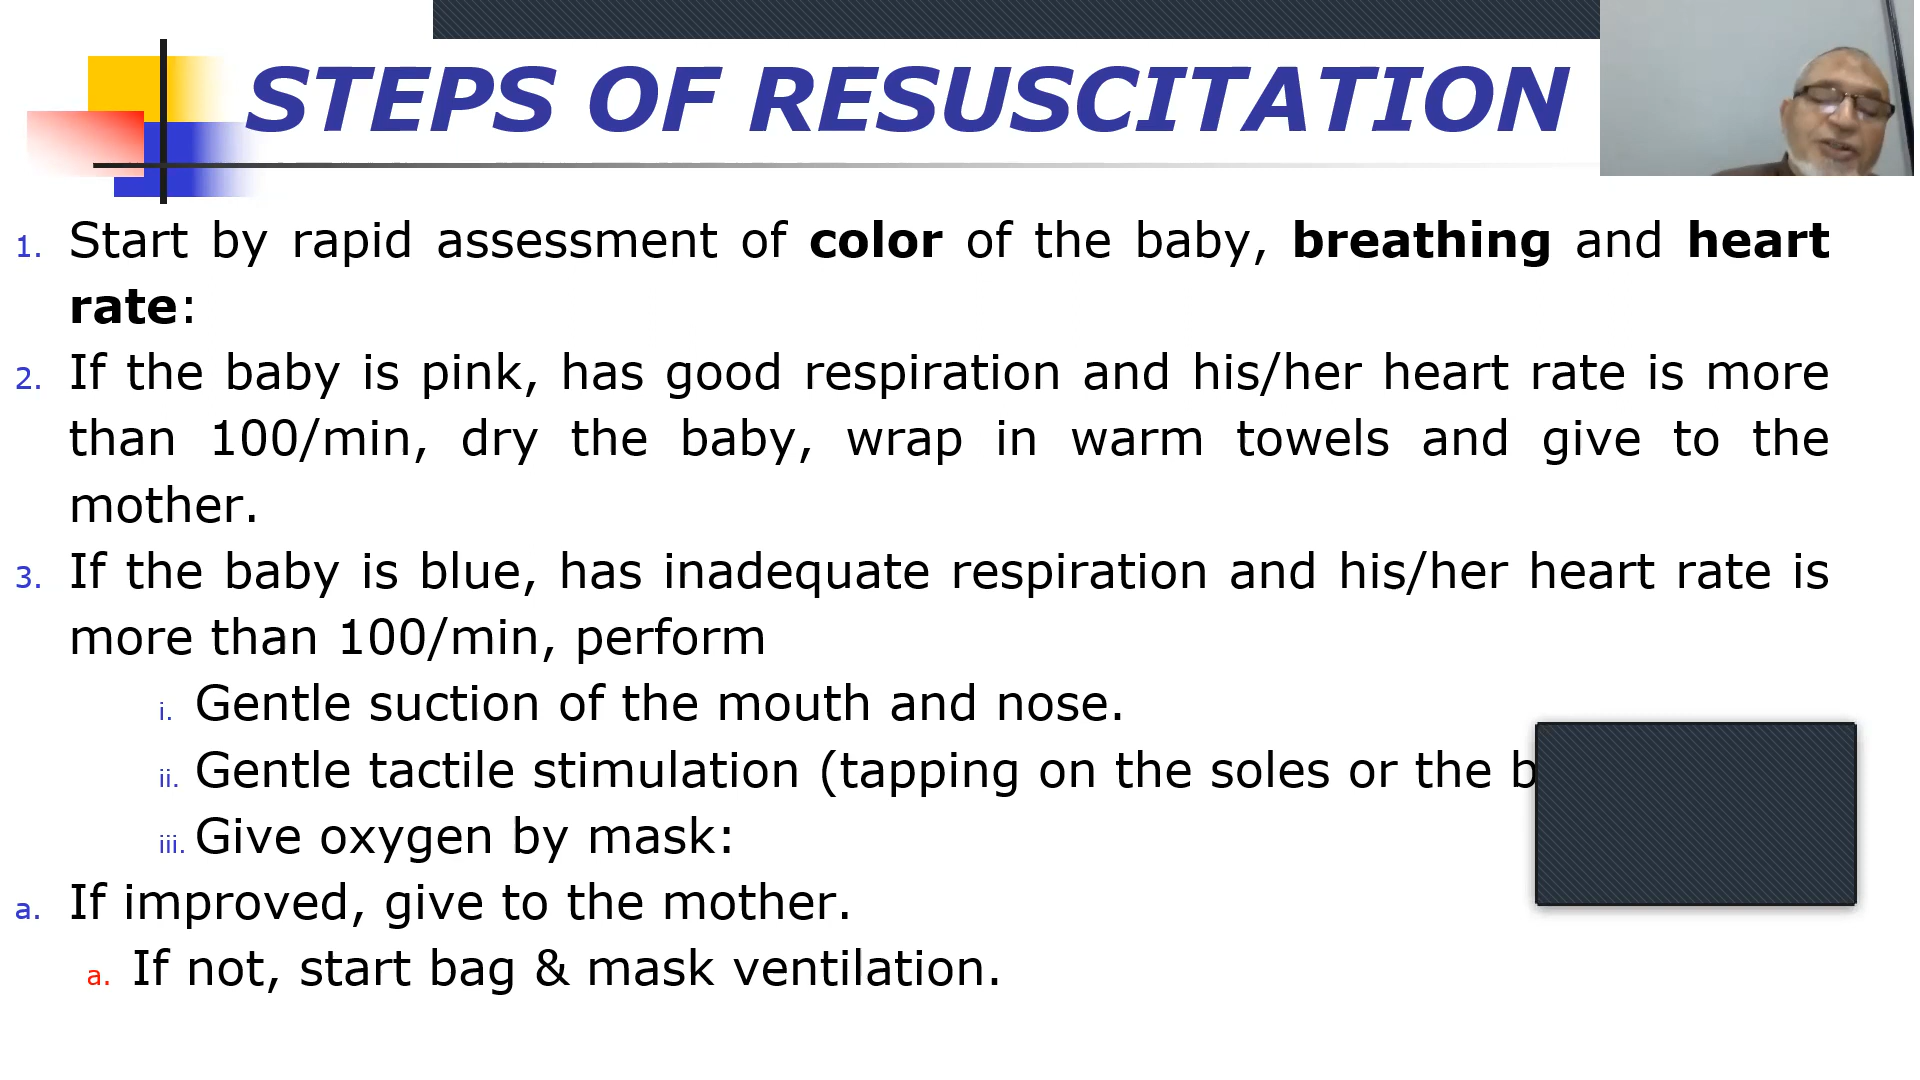 STEPS OF RESUSCITATION
1. Start by rapid assessment of color of the baby, breathing and heart
rate:
2. If the baby is pink, has good respiration and his/her heart rate is more
than 100/min, dry the baby, wrap in warm towels and give to the
mother.
3. If the baby is blue, has inadequate respiration and his/her heart rate is
more than 100/min, perform
i. Gentle suction of the mouth and nose.
ii. Gentle tactile stimulation (tapping on the soles or the
iii. Give oxygen by mask:
a. If improved, give to the mother.
a. If not, start bag & mask ventilation.